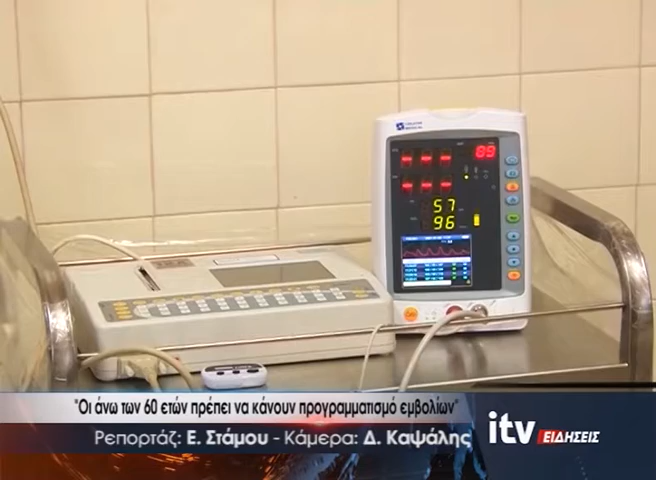 89
57
96
"Οι άνω των 60 ετών πρέπει να κάνουν προγραμματισμό εμβολίων"
Ρεπορτάζ: Ε. Στάμου - Κάμερα: Δ. Καψάλης
itv ΕΙΔΗΣΕΙΣ